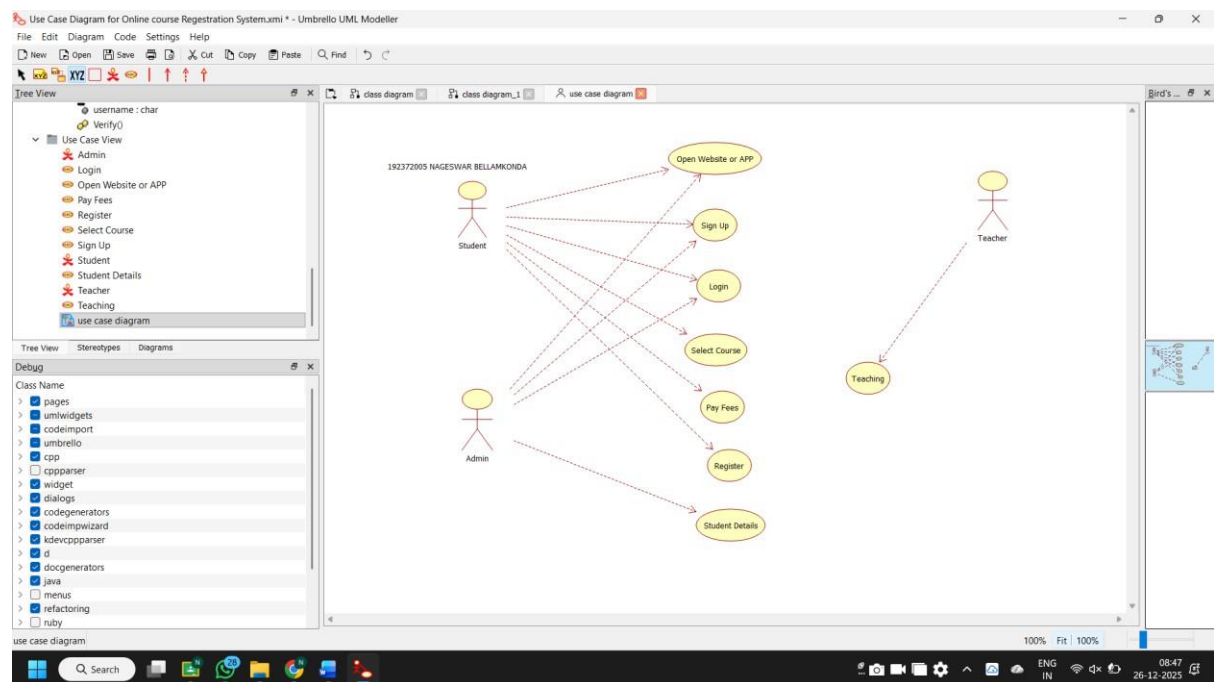 Use Case Diagram for Online course Regestration System.xmi * - Umbrello UML Modeller
File Edit Diagram Code Settings Help
New Open Save Cut Copy Paste Find
XYZ
Tree View
class diagram class diagram_1 use case diagram
Bird's ...
username : char
Verify()
Use Case View
Admin
Login
Open Website or APP
Pay Fees
Register
Select Course
Sign Up
Student
Student Details
Teacher
Teaching
use case diagram
Tree View Stereotypes Diagrams
Debug
Class Name
pages
umlwidgets
codeimport
umbrello
cpp
cppparser
widget
dialogs
codegenerators
codeimpwizard
kdevcppparser
d
docgenerators
java
menus
refactoring
ruby
192372005 NAGESWAR BELLAMKONDA
Student
Admin
Open Website or APP
Sign Up
Login
Select Course
Pay Fees
Register
Student Details
Teacher
Teaching
use case diagram
100% Fit 100%
Search
28
ENG
IN
08:47
26-12-2025